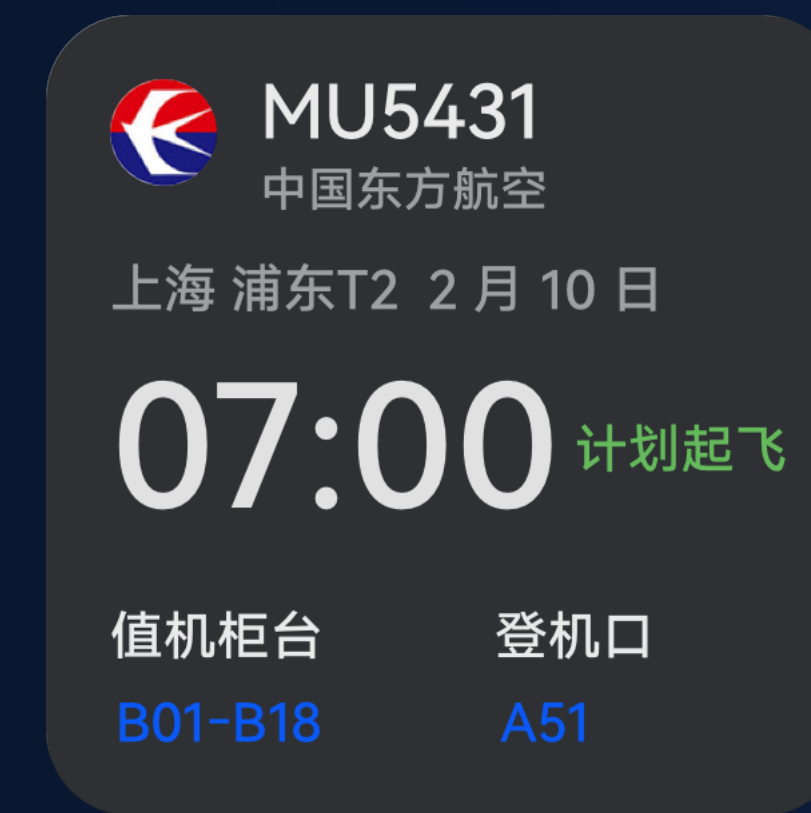 MU5431
中国东方航空
上海 浦东T2 2 月 10 日
07:00 计划起飞
值机柜台 登机口
B01-B18 A51